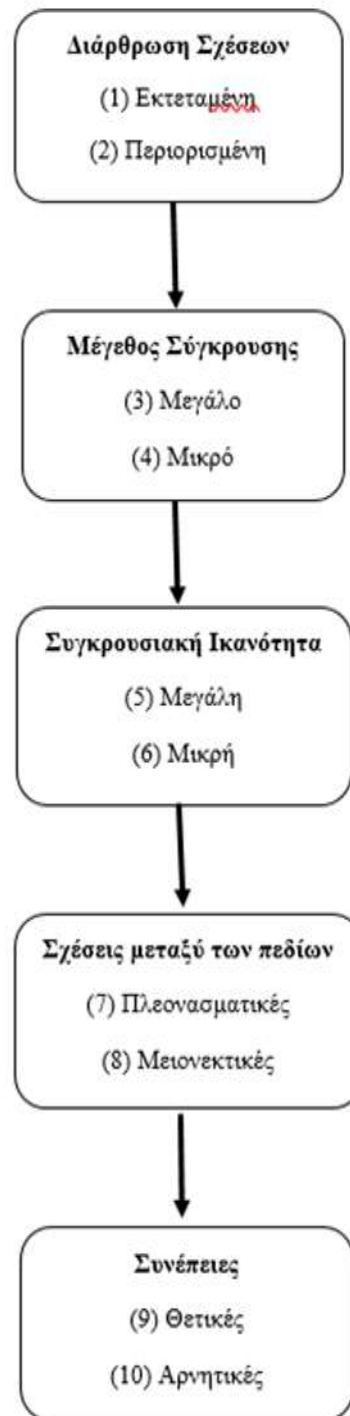 Διάρθρωση Σχέσεων
(1) Εκτεταμένη
(2) Περιορισμένη
Μέγεθος Σύγκρουσης
(3) Μεγάλο
(4) Μικρό
Συγκρουσιακή Ικανότητα
(5) Μεγάλη
(6) Μικρή
Σχέσεις μεταξύ των πεδίων
(7) Πλεονασματικές
(8) Μειονεκτικές
Συνέπειες
(9) Θετικές
(10) Αρνητικές